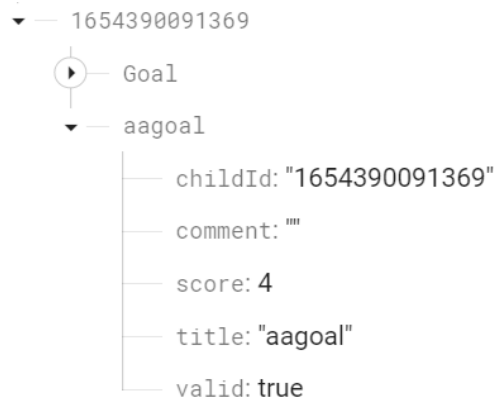 1654390091369
Goal
aagoal
childId: "1654390091369"
comment: ""
score: 4
title: "aagoal"
valid: true